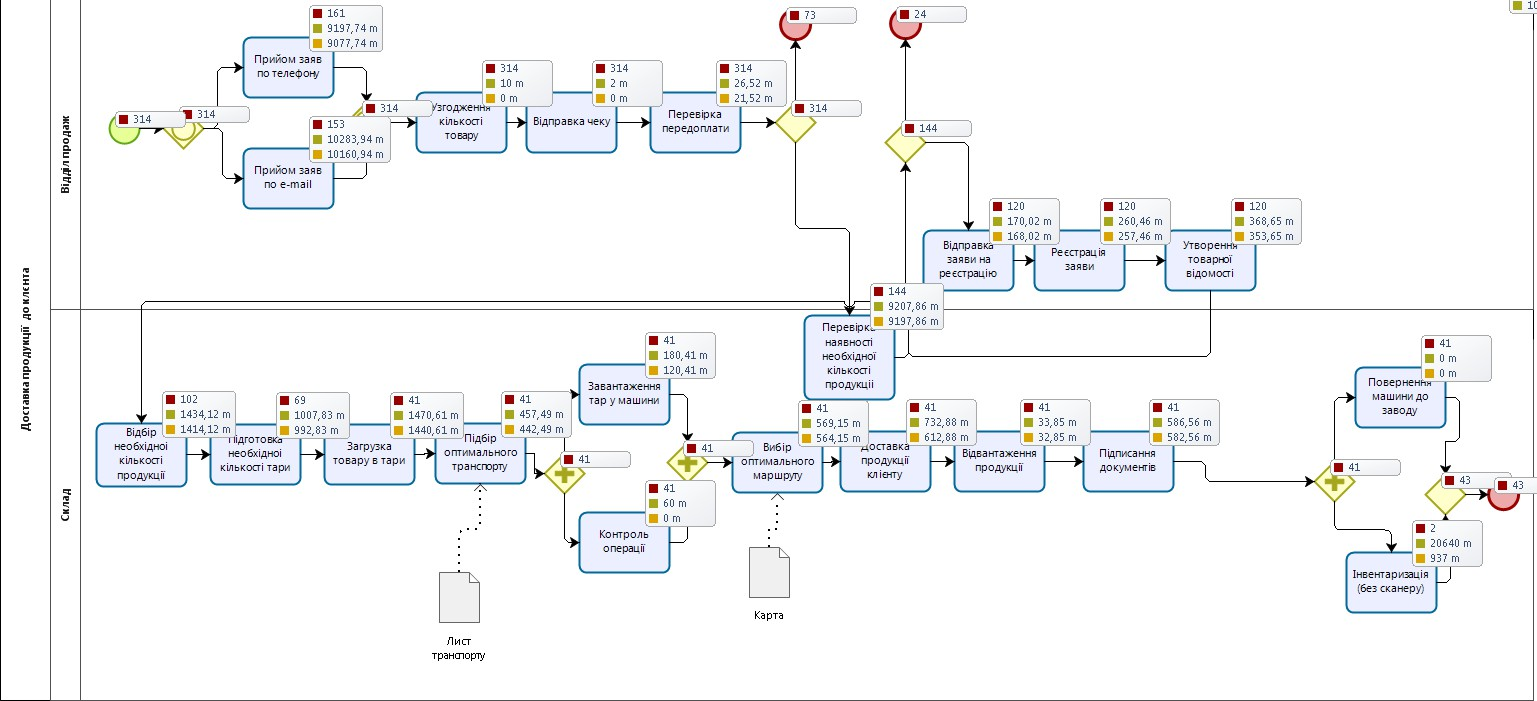 Доставка продукції до клієнта
Відділ продаж
Склад
10
314
314
161
9197,74 m
9077,74 m
Прийом заяв
по телефону
153
10283,94 m
10160,94 m
Прийом заяв
по e-mail
314
314
10 m
0 m
Узгодження
кількості
товару
314
2 m
0 m
Відправка чеку
314
26,52 m
21,52 m
Перевірка
передоплати
314
73
24
144
120
170,02 m
168,02 m
Відправка
заяви на
реєстрацію
120
260,46 m
257,46 m
Реєстрація
заяви
120
368,65 m
353,65 m
Утворення
товарної
відомості
144
9207,86 m
9197,86 m
Перевірка
наявності
необхідної
кількості
продукціі
102
1434,12 m
1414,12 m
Відбір
необхідної
кількості
продукції
69
1007,83 m
992,83 m
Підготовка
необхідної
кількості тари
41
1470,61 m
1440,61 m
Загрузка
товару в тари
41
457,49 m
442,49 m
Підбір
оптимального
транспорту
41
41
180,41 m
120,41 m
Завантаження
тар у машини
41
60 m
0 m
Контроль
операції
41
41
569,15 m
564,15 m
Вибір
оптимального
маршруту
41
732,88 m
612,88 m
Доставка
продукції
клієнту
41
33,85 m
32,85 m
Відвантаження
продукції
41
586,56 m
582,56 m
Підписання
документів
41
41
0 m
0 m
Повернення
машини до
заводу
43
43
2
20640 m
937 m
Інвентаризація
(без сканеру)
Лист
транспорту
Карта